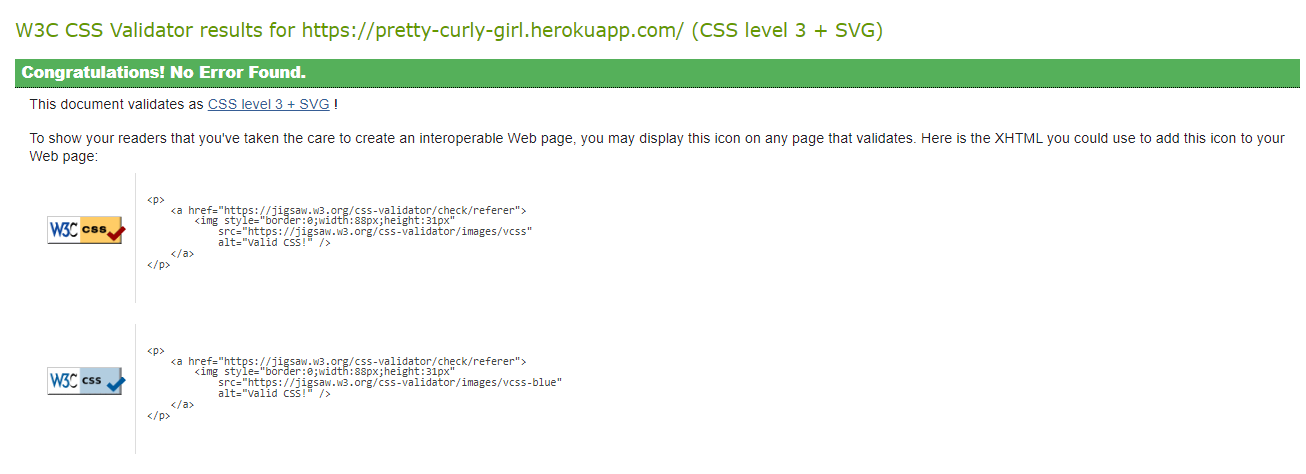 W3C CSS Validator results for https://pretty-curly-girl.herokuapp.com/ (CSS level 3 + SVG)
Congratulations! No Error Found.
This document validates as CSS level 3 + SVG !
To show your readers that you've taken the care to create an interoperable Web page, you may display this icon on any page that validates. Here is the XHTML you could use to add this icon to your
Web page:
W3C css
<p>
<a href="https://jigsaw.w3.org/css-validator/check/referer">
<img style="border:0;width:88px;height:31px"
src="https://jigsaw.w3.org/css-validator/images/vcss"
alt="Valid CSS!" />
</a>
</p>
W3C css
<p>
<a href="https://jigsaw.w3.org/css-validator/check/referer">
<img style="border:0;width:88px;height:31px"
src="https://jigsaw.w3.org/css-validator/images/vcss-blue"
alt="Valid CSS!" />
</a>
</p>